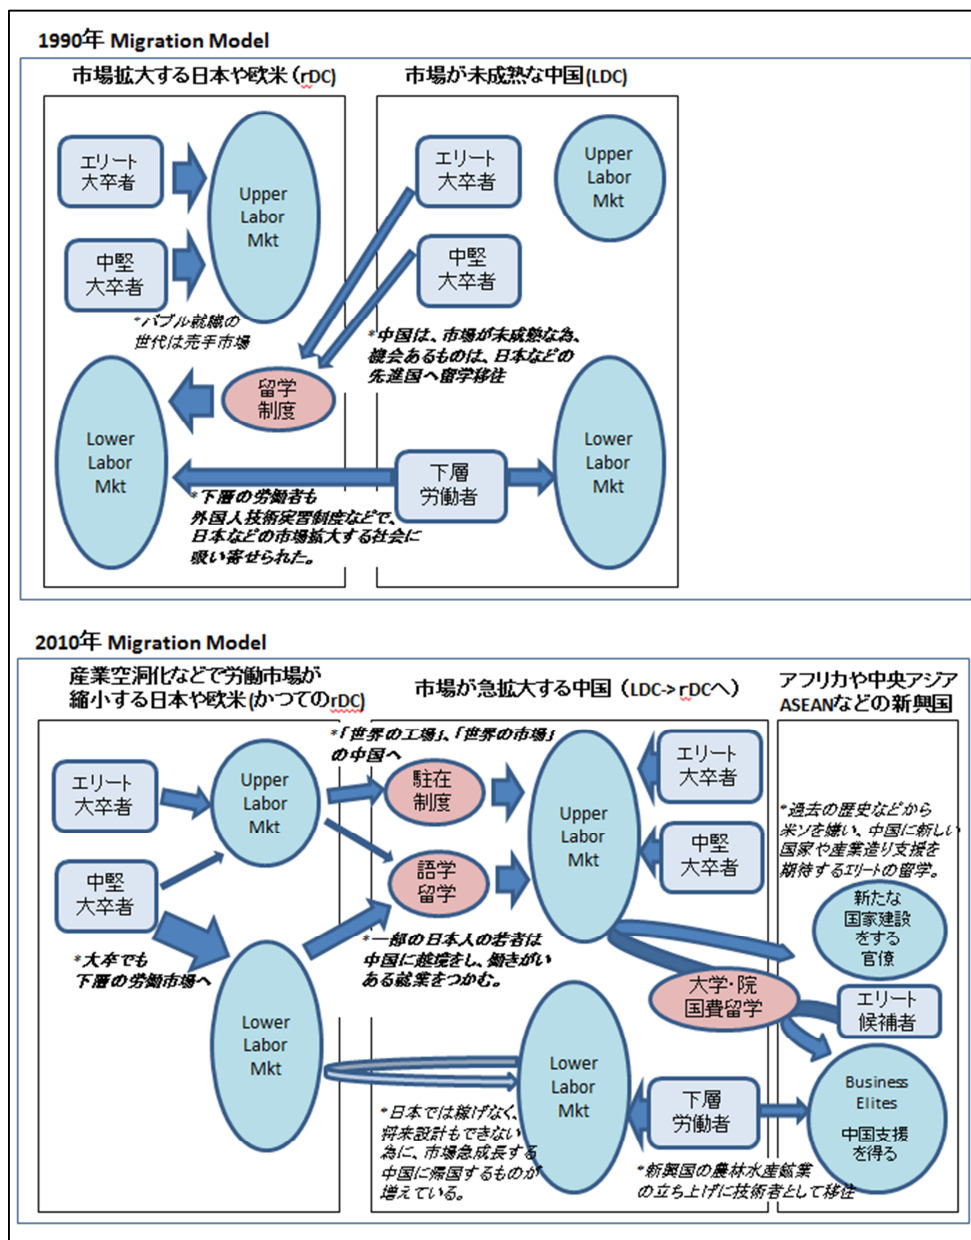 1990年 Migration Model
市場拡大する日本や欧米(rDC)
市場が未成熟な中国(LDC)
エリート
大卒者
Upper
Labor
Mkt
中堅
大卒者
*バブル就職の
世代は売手市場
エリート
大卒者
Upper
Labor
Mkt
中堅
大卒者
*中国は、市場が未成熟な為、
機会あるものは、日本などの
先進国へ留学移住
留学
制度
Lower
Labor
Mkt
下層
労働者
Lower
Labor
Mkt
*下層の労働者も
外国人技術実習制度などで、
日本などの市場拡大する社会に
吸い寄せられた。
2010年 Migration Model
産業空洞化などで労働市場が
縮小する日本や欧米(かつてのrDC)
市場が急拡大する中国（LDC->rDCへ）
アフリカや中央アジア
ASEANなどの新興国
*「世界の工場」、「世界の市場」
の中国へ
エリート
大卒者
Upper
Labor
Mkt
駐在
制度
Upper
Labor
Mkt
エリート
大卒者
中堅
大卒者
語学
留学
中堅
大卒者
*過去の歴史などから
米ソを嫌い、中国に新しい
国家や産業造り支援を
期待するエリートの留学。
新たな
国家建設
をする
官僚
*大卒でも
下層の労働市場へ
*一部の日本人の若者は
中国に越境をし、働きがい
ある就業をつかむ。
大学・院
国費留学
エリート
候補者
Lower
Labor
Mkt
Lower
Labor
Mkt
下層
労働者
Business
Elites
中国支援
を得る
*日本では稼げなく、
将来設計もできない
為に、市場急成長する
中国に帰国するものが
増えている。
*新興国の農林水産鉱業
の立ち上げに技術者として移住